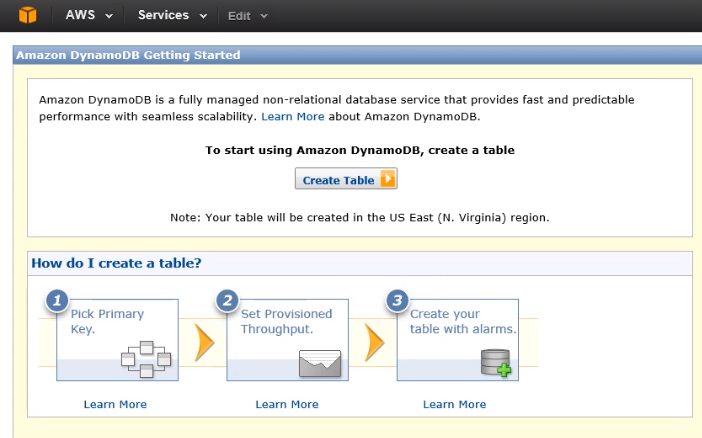 AWS Services Edit
Amazon DynamoDB Getting Started
Amazon DynamoDB is a fully managed non-relational database service that provides fast and predictable
performance with seamless scalability. Learn More about Amazon DynamoDB.
To start using Amazon DynamoDB, create a table
Create Table
Note: Your table will be created in the US East (N. Virginia) region.
How do I create a table?
1
Pick Primary
Key.
Learn More
2
Set Provisioned
Throughput.
Learn More
3
Create your
table with alarms.
Learn More